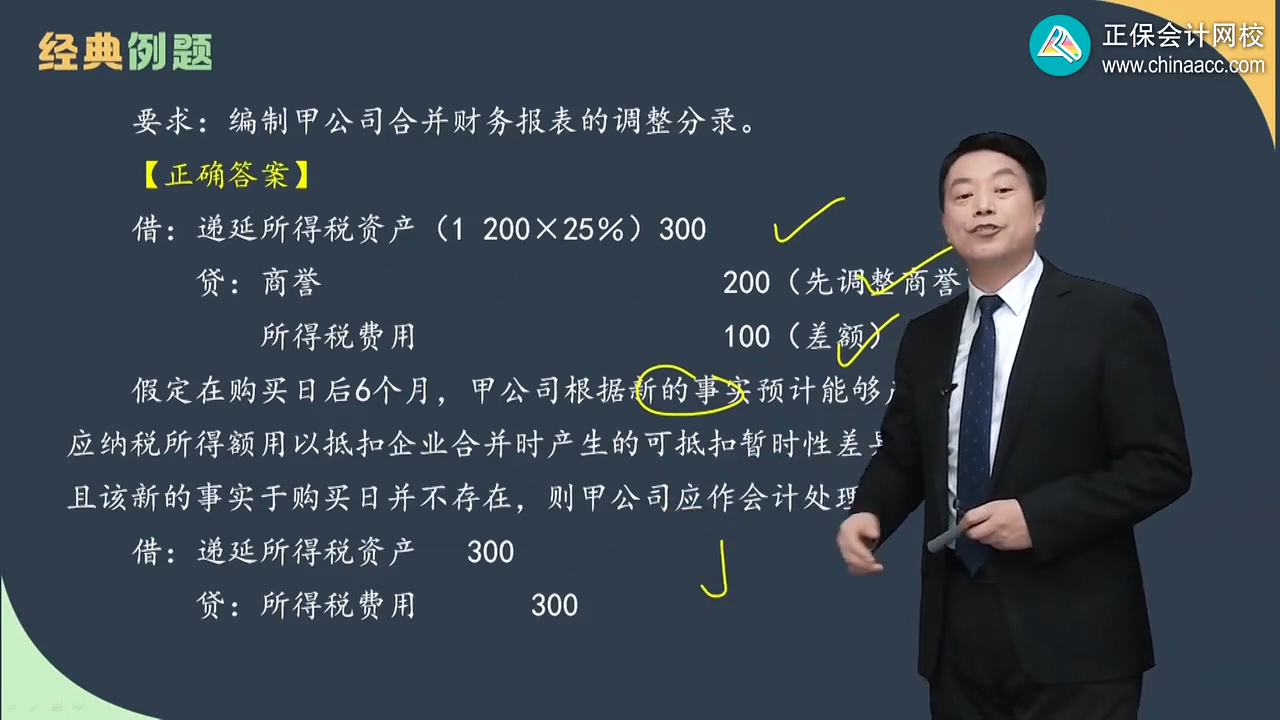 经典例题
正保会计网校
www.chinaacc.com
要求：编制甲公司合并财务报表的调整分录。
【正确答案】
借：递延所得税资产（1 200×25%）300
贷：商誉 200（先调整商誉
所得税费用 100（差额）
假定在购买日后6个月，甲公司根据新的事实预计能够
应纳税所得额用以抵扣企业合并时产生的可抵扣暂时性差
且该新的事实于购买日并不存在，则甲公司应作会计处理
借：递延所得税资产 300
贷：所得税费用 300